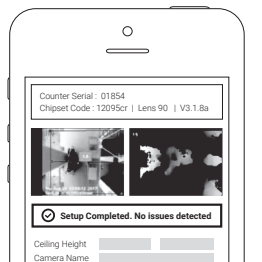 Counter Serial : 01854
Chipset Code : 12095cr | Lens 90 | V3.1.8a
Setup Completed. No issues detected
Ceiling Height
Camera Name